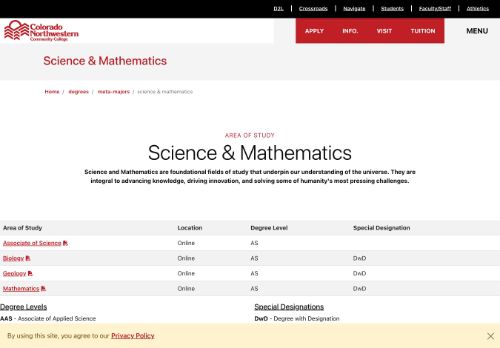 D2L | Crossroads | Navigate | Students | Faculty/Staff | Athletics
Colorado
Northwestern
Community College
APPLY INFO. VISIT TUITION MENU
Science & Mathematics
Home / degrees / meta-majors / science & mathematics
AREA OF STUDY
Science & Mathematics
Science and Mathematics are foundational fields of study that underpin our understanding of the universe. They are
integral to advancing knowledge, driving innovation, and solving some of humanity's most pressing challenges.
Area of Study Location Degree Level Special Designation
Associate of Science Online AS
Biology Online AS DwD
Geology Online AS DwD
Mathematics Online AS DwD
Degree Levels Special Designations
AAS - Associate of Applied Science DwD - Degree with Designation
By using this site, you agree to our Privacy Policy